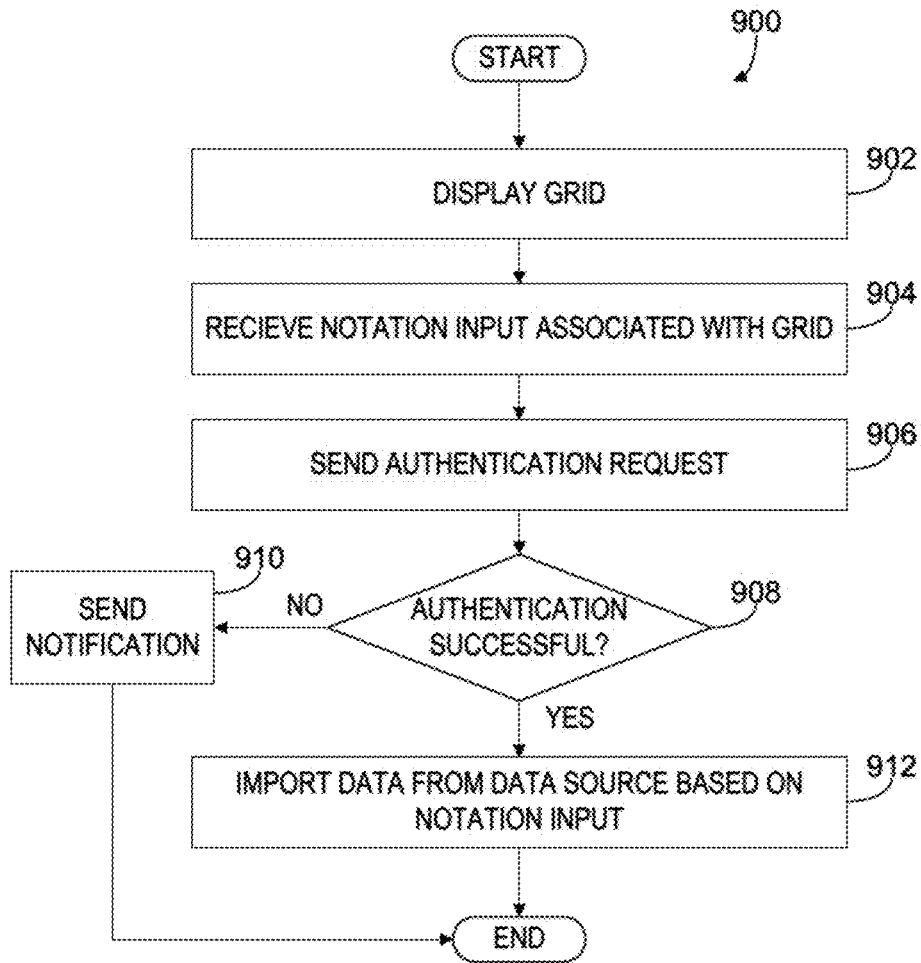 900
START
902
DISPLAY GRID
904
RECIEVE NOTATION INPUT ASSOCIATED WITH GRID
906
SEND AUTHENTICATION REQUEST
910
SEND
NOTIFICATION
NO
AUTHENTICATION
SUCCESSFUL?
908
YES
912
IMPORT DATA FROM DATA SOURCE BASED ON
NOTATION INPUT
END